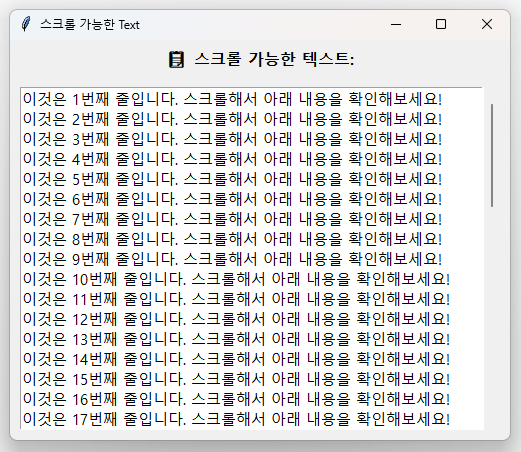 스크롤 가능한 Text
📋 스크롤 가능한 텍스트:
이것은 1번째 줄입니다. 스크롤해서 아래 내용을 확인해보세요!
이것은 2번째 줄입니다. 스크롤해서 아래 내용을 확인해보세요!
이것은 3번째 줄입니다. 스크롤해서 아래 내용을 확인해보세요!
이것은 4번째 줄입니다. 스크롤해서 아래 내용을 확인해보세요!
이것은 5번째 줄입니다. 스크롤해서 아래 내용을 확인해보세요!
이것은 6번째 줄입니다. 스크롤해서 아래 내용을 확인해보세요!
이것은 7번째 줄입니다. 스크롤해서 아래 내용을 확인해보세요!
이것은 8번째 줄입니다. 스크롤해서 아래 내용을 확인해보세요!
이것은 9번째 줄입니다. 스크롤해서 아래 내용을 확인해보세요!
이것은 10번째 줄입니다. 스크롤해서 아래 내용을 확인해보세요!
이것은 11번째 줄입니다. 스크롤해서 아래 내용을 확인해보세요!
이것은 12번째 줄입니다. 스크롤해서 아래 내용을 확인해보세요!
이것은 13번째 줄입니다. 스크롤해서 아래 내용을 확인해보세요!
이것은 14번째 줄입니다. 스크롤해서 아래 내용을 확인해보세요!
이것은 15번째 줄입니다. 스크롤해서 아래 내용을 확인해보세요!
이것은 16번째 줄입니다. 스크롤해서 아래 내용을 확인해보세요!
이것은 17번째 줄입니다. 스크롤해서 아래 내용을 확인해보세요!